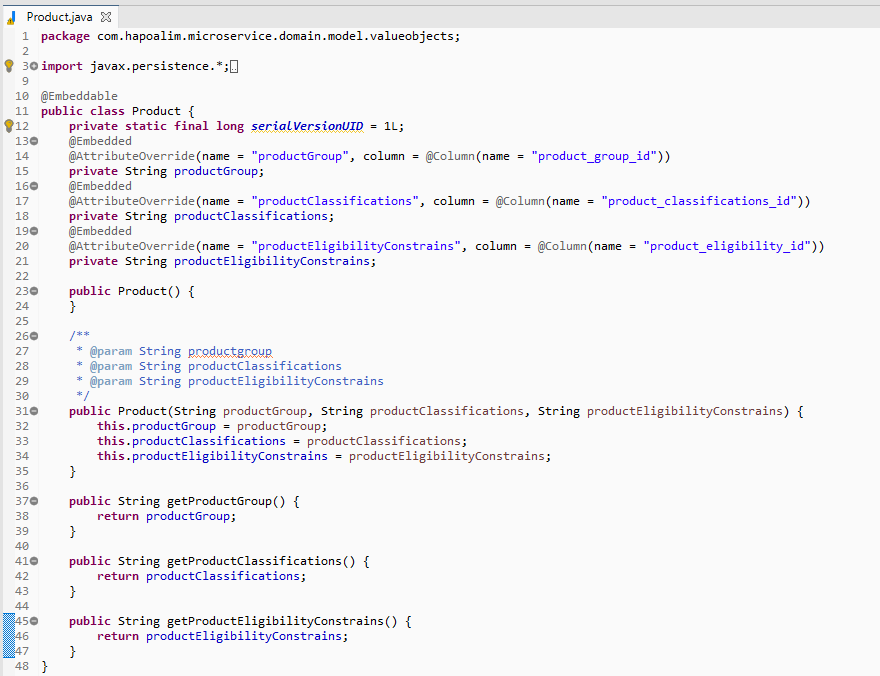 Product.java
1 package com.hapoalim.microservice.domain.model.valueobjects;
2
3 import javax.persistence.*;
9
10 @Embeddable
11 public class Product {
12     private static final long serialVersionUID = 1L;
13     @Embedded
14     @AttributeOverride(name = "productGroup", column = @Column(name = "product_group_id"))
15     private String productGroup;
16     @Embedded
17     @AttributeOverride(name = "productClassifications", column = @Column(name = "product_classifications_id"))
18     private String productClassifications;
19     @Embedded
20     @AttributeOverride(name = "productEligibilityConstrains", column = @Column(name = "product_eligibility_id"))
21     private String productEligibilityConstrains;
22
23     public Product() {
24     }
25
26     /**
27      * @param String productgroup
28      * @param String productClassifications
29      * @param String productEligibilityConstrains
30      */
31     public Product(String productGroup, String productClassifications, String productEligibilityConstrains) {
32         this.productGroup = productGroup;
33         this.productClassifications = productClassifications;
34         this.productEligibilityConstrains = productEligibilityConstrains;
35     }
36
37     public String getProductGroup() {
38         return productGroup;
39     }
40
41     public String getProductClassifications() {
42         return productClassifications;
43     }
44
45     public String getProductEligibilityConstrains() {
46         return productEligibilityConstrains;
47     }
48 }